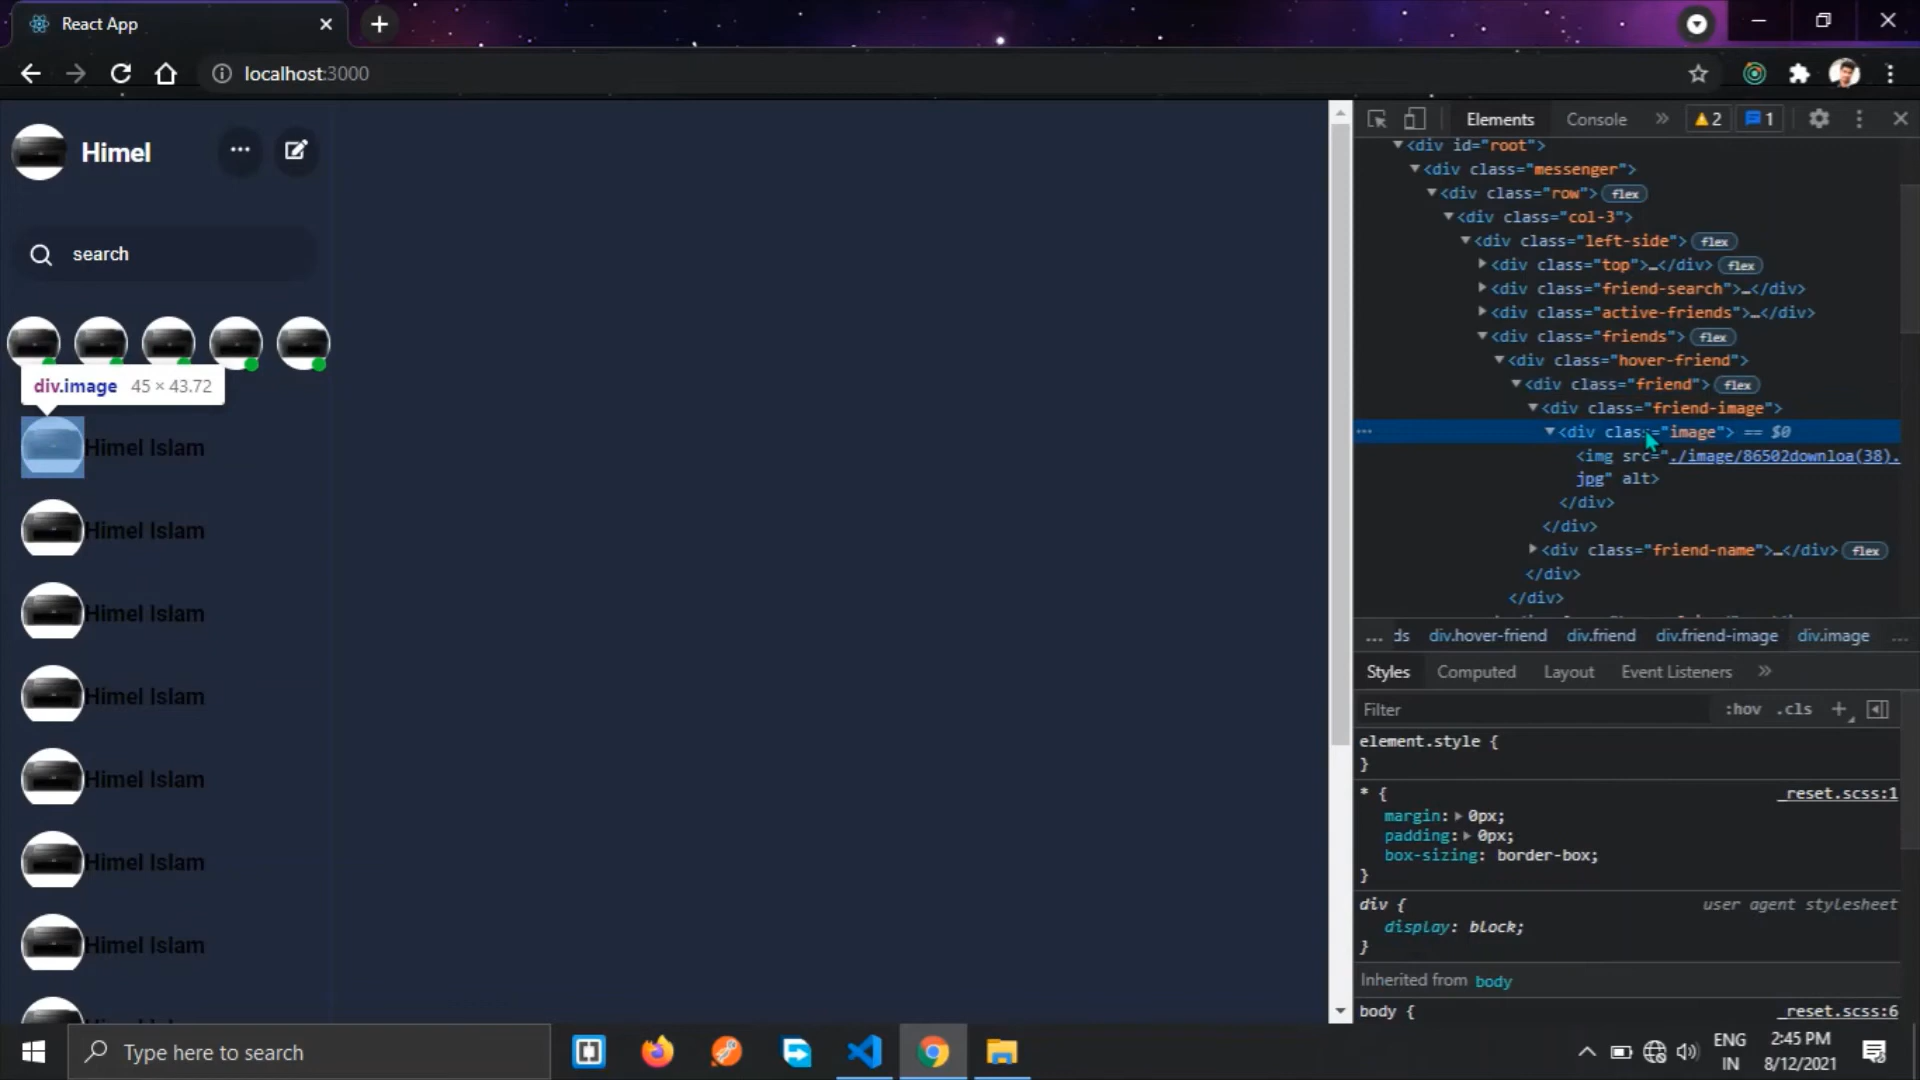 React App
localhost:3000
Himel
search
div.image 45 × 43.72
Himel Islam
Himel Islam
Himel Islam
Himel Islam
Himel Islam
Himel Islam
Himel Islam
Elements Console » 2 1
<div id="root">
<div class="messenger">
<div class="row"> flex
<div class="col-3">
<div class="left-side"> flex
<div class="top">…</div> flex
<div class="friend-search">…</div>
<div class="active-friends">…</div>
<div class="friends"> flex
<div class="hover-friend">
<div class="friend"> flex
<div class="friend-image">
<div class="image"> == $0
<img src="./image/86502downloa(38).
jpg" alt>
</div>
</div>
<div class="friend-name">…</div> flex
</div>
</div>
... ds div.hover-friend div.friend div.friend-image div.image ...
Styles Computed Layout Event Listeners »
Filter :hov .cls +
element.style {
}
* { _reset.scss:1
margin: 0px;
padding: 0px;
box-sizing: border-box;
}
div { user agent stylesheet
display: block;
}
Inherited from body
body { _reset.scss:6
Type here to search
ENG
IN
2:45 PM
8/12/2021